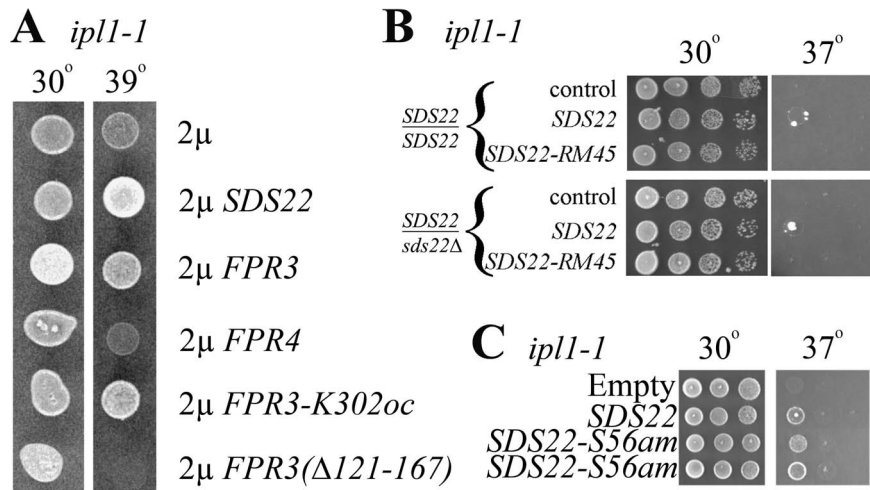 A ipl1-1
30° 39°
2μ
2μ SDS22
2μ FPR3
2μ FPR4
2μ FPR3-K302oc
2μ FPR3(Δ121-167)
B ipl1-1
30° 37°
SDS22
SDS22
control
SDS22
SDS22-RM45
SDS22
sds22Δ
control
SDS22
SDS22-RM45
C ipl1-1
30° 37°
Empty
SDS22
SDS22-S56am
SDS22-S56am